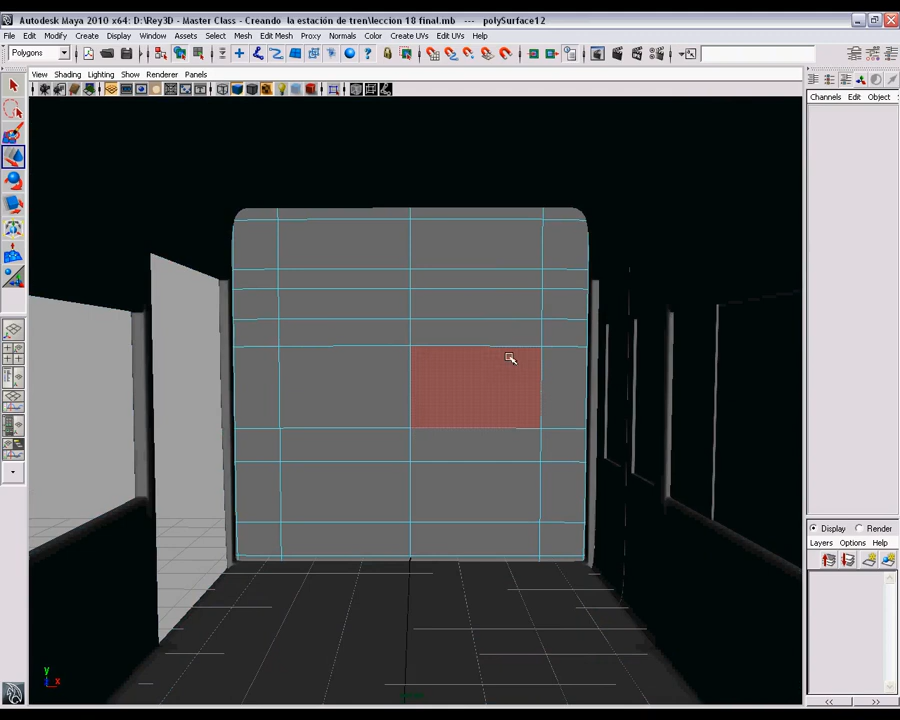 Autodesk Maya 2010 x64: D:\Rey3D - Master Class - Creando la estación de tren\leccion 18 final.mb --- polySurface12
File Edit Modify Create Display Window Assets Select Mesh Edit Mesh Proxy Normals Color Create UVs Edit UVs Help
Polygons
View Shading Lighting Show Renderer Panels
Channels Edit Object
Display Render
Layers Options Help
<< >>
y
x